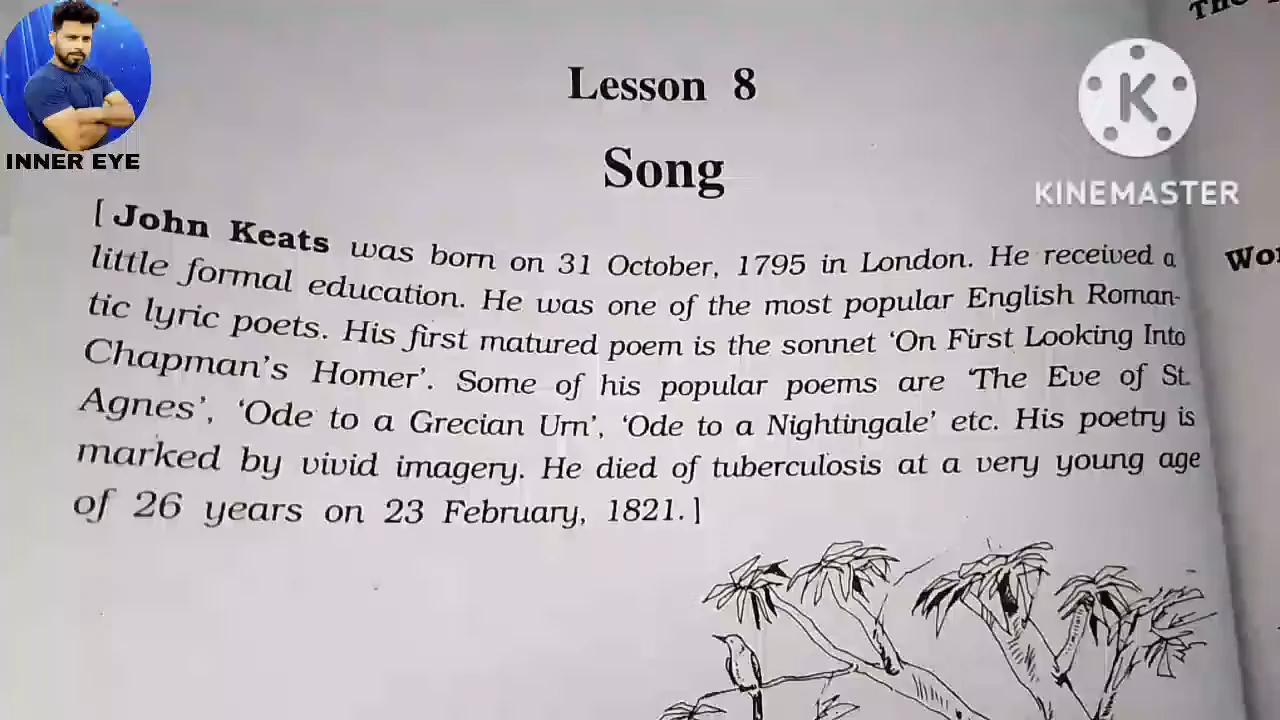 The
INNER EYE
K
KINEMASTER
Lesson 8
Song
[ John Keats was born on 31 October, 1795 in London. He received a
little formal education. He was one of the most popular English Roman-
tic lyric poets. His first matured poem is the sonnet ‘On First Looking Into
Chapman’s Homer’. Some of his popular poems are ‘The Eve of St.
Agnes’, ‘Ode to a Grecian Urn’, ‘Ode to a Nightingale’ etc. His poetry is
marked by vivid imagery. He died of tuberculosis at a very young age
of 26 years on 23 February, 1821. ]